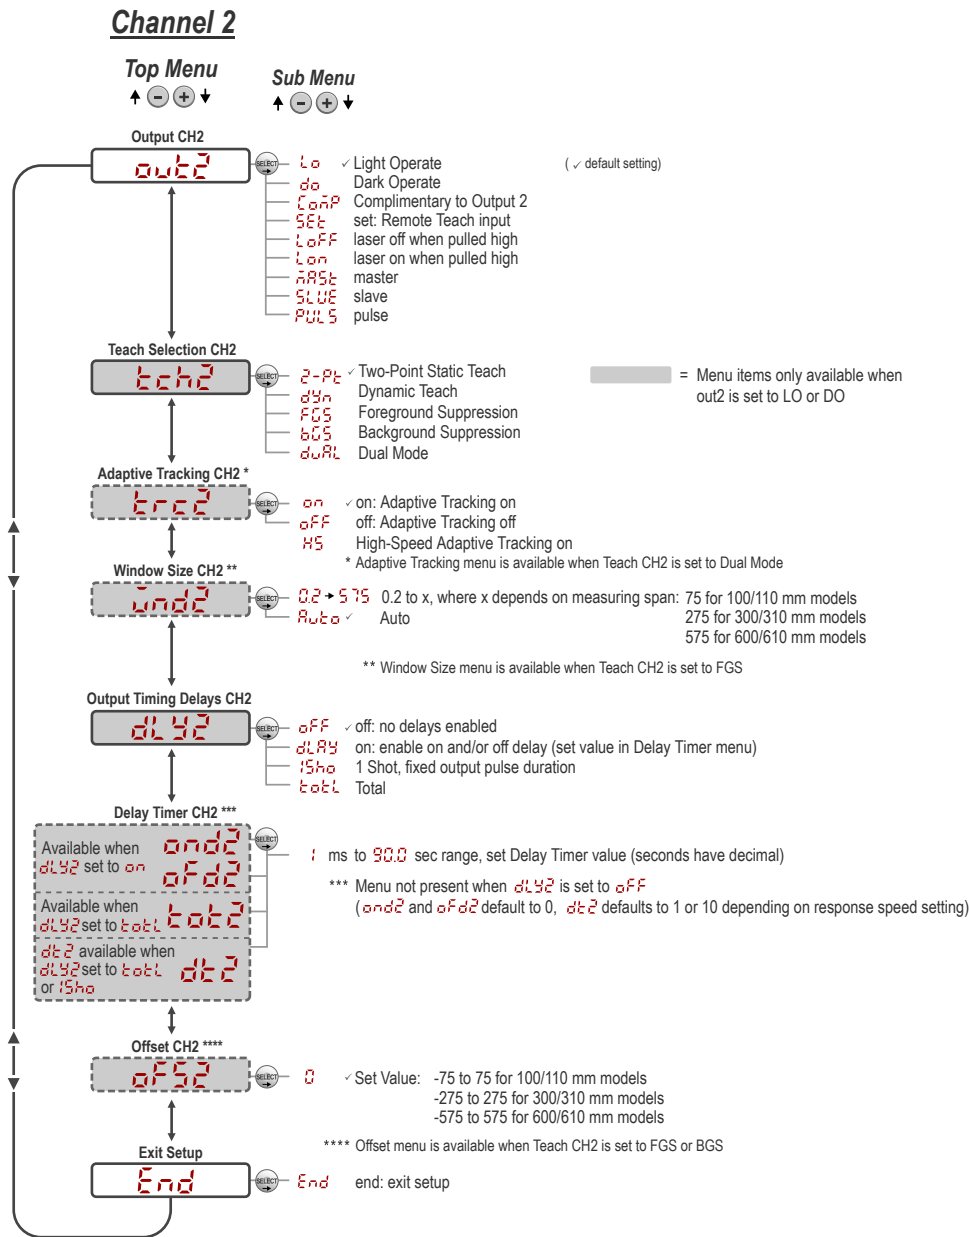 Channel 2
Top Menu
Sub Menu
Output CH2
out2
SELECT
Lo ✓ Light Operate
( ✓ default setting)
do Dark Operate
CoMP Complimentary to Output 2
SEt set: Remote Teach input
LoFF laser off when pulled high
Lon laser on when pulled high
MASt master
SLVE slave
PULS pulse
Teach Selection CH2
tch2
SELECT
2-Pt ✓ Two-Point Static Teach
dYn Dynamic Teach
FGS Foreground Suppression
bGS Background Suppression
duAL Dual Mode
= Menu items only available when
out2 is set to LO or DO
Adaptive Tracking CH2 *
trc2
SELECT
on ✓ on: Adaptive Tracking on
oFF off: Adaptive Tracking off
HS High-Speed Adaptive Tracking on
* Adaptive Tracking menu is available when Teach CH2 is set to Dual Mode
Window Size CH2 **
wnd2
SELECT
0.2 → 575 0.2 to x, where x depends on measuring span: 75 for 100/110 mm models
Auto ✓ Auto
275 for 300/310 mm models
575 for 600/610 mm models
** Window Size menu is available when Teach CH2 is set to FGS
Output Timing Delays CH2
dLY2
SELECT
oFF ✓ off: no delays enabled
dLAY on: enable on and/or off delay (set value in Delay Timer menu)
1Sho 1 Shot, fixed output pulse duration
totL Total
Delay Timer CH2 ***
Available when
dLY2 set to on
ond2
oFd2
SELECT
Available when
dLY2 set to totL
tot2
dt2 available when
dLY2 set to totL
or 1Sho
dt2
1 ms to 90.0 sec range, set Delay Timer value (seconds have decimal)
*** Menu not present when dLY2 is set to oFF
(ond2 and oFd2 default to 0, dt2 defaults to 1 or 10 depending on response speed setting)
Offset CH2 ****
oFS2
SELECT
0 ✓ Set Value: -75 to 75 for 100/110 mm models
-275 to 275 for 300/310 mm models
-575 to 575 for 600/610 mm models
**** Offset menu is available when Teach CH2 is set to FGS or BGS
Exit Setup
End
SELECT
End end: exit setup